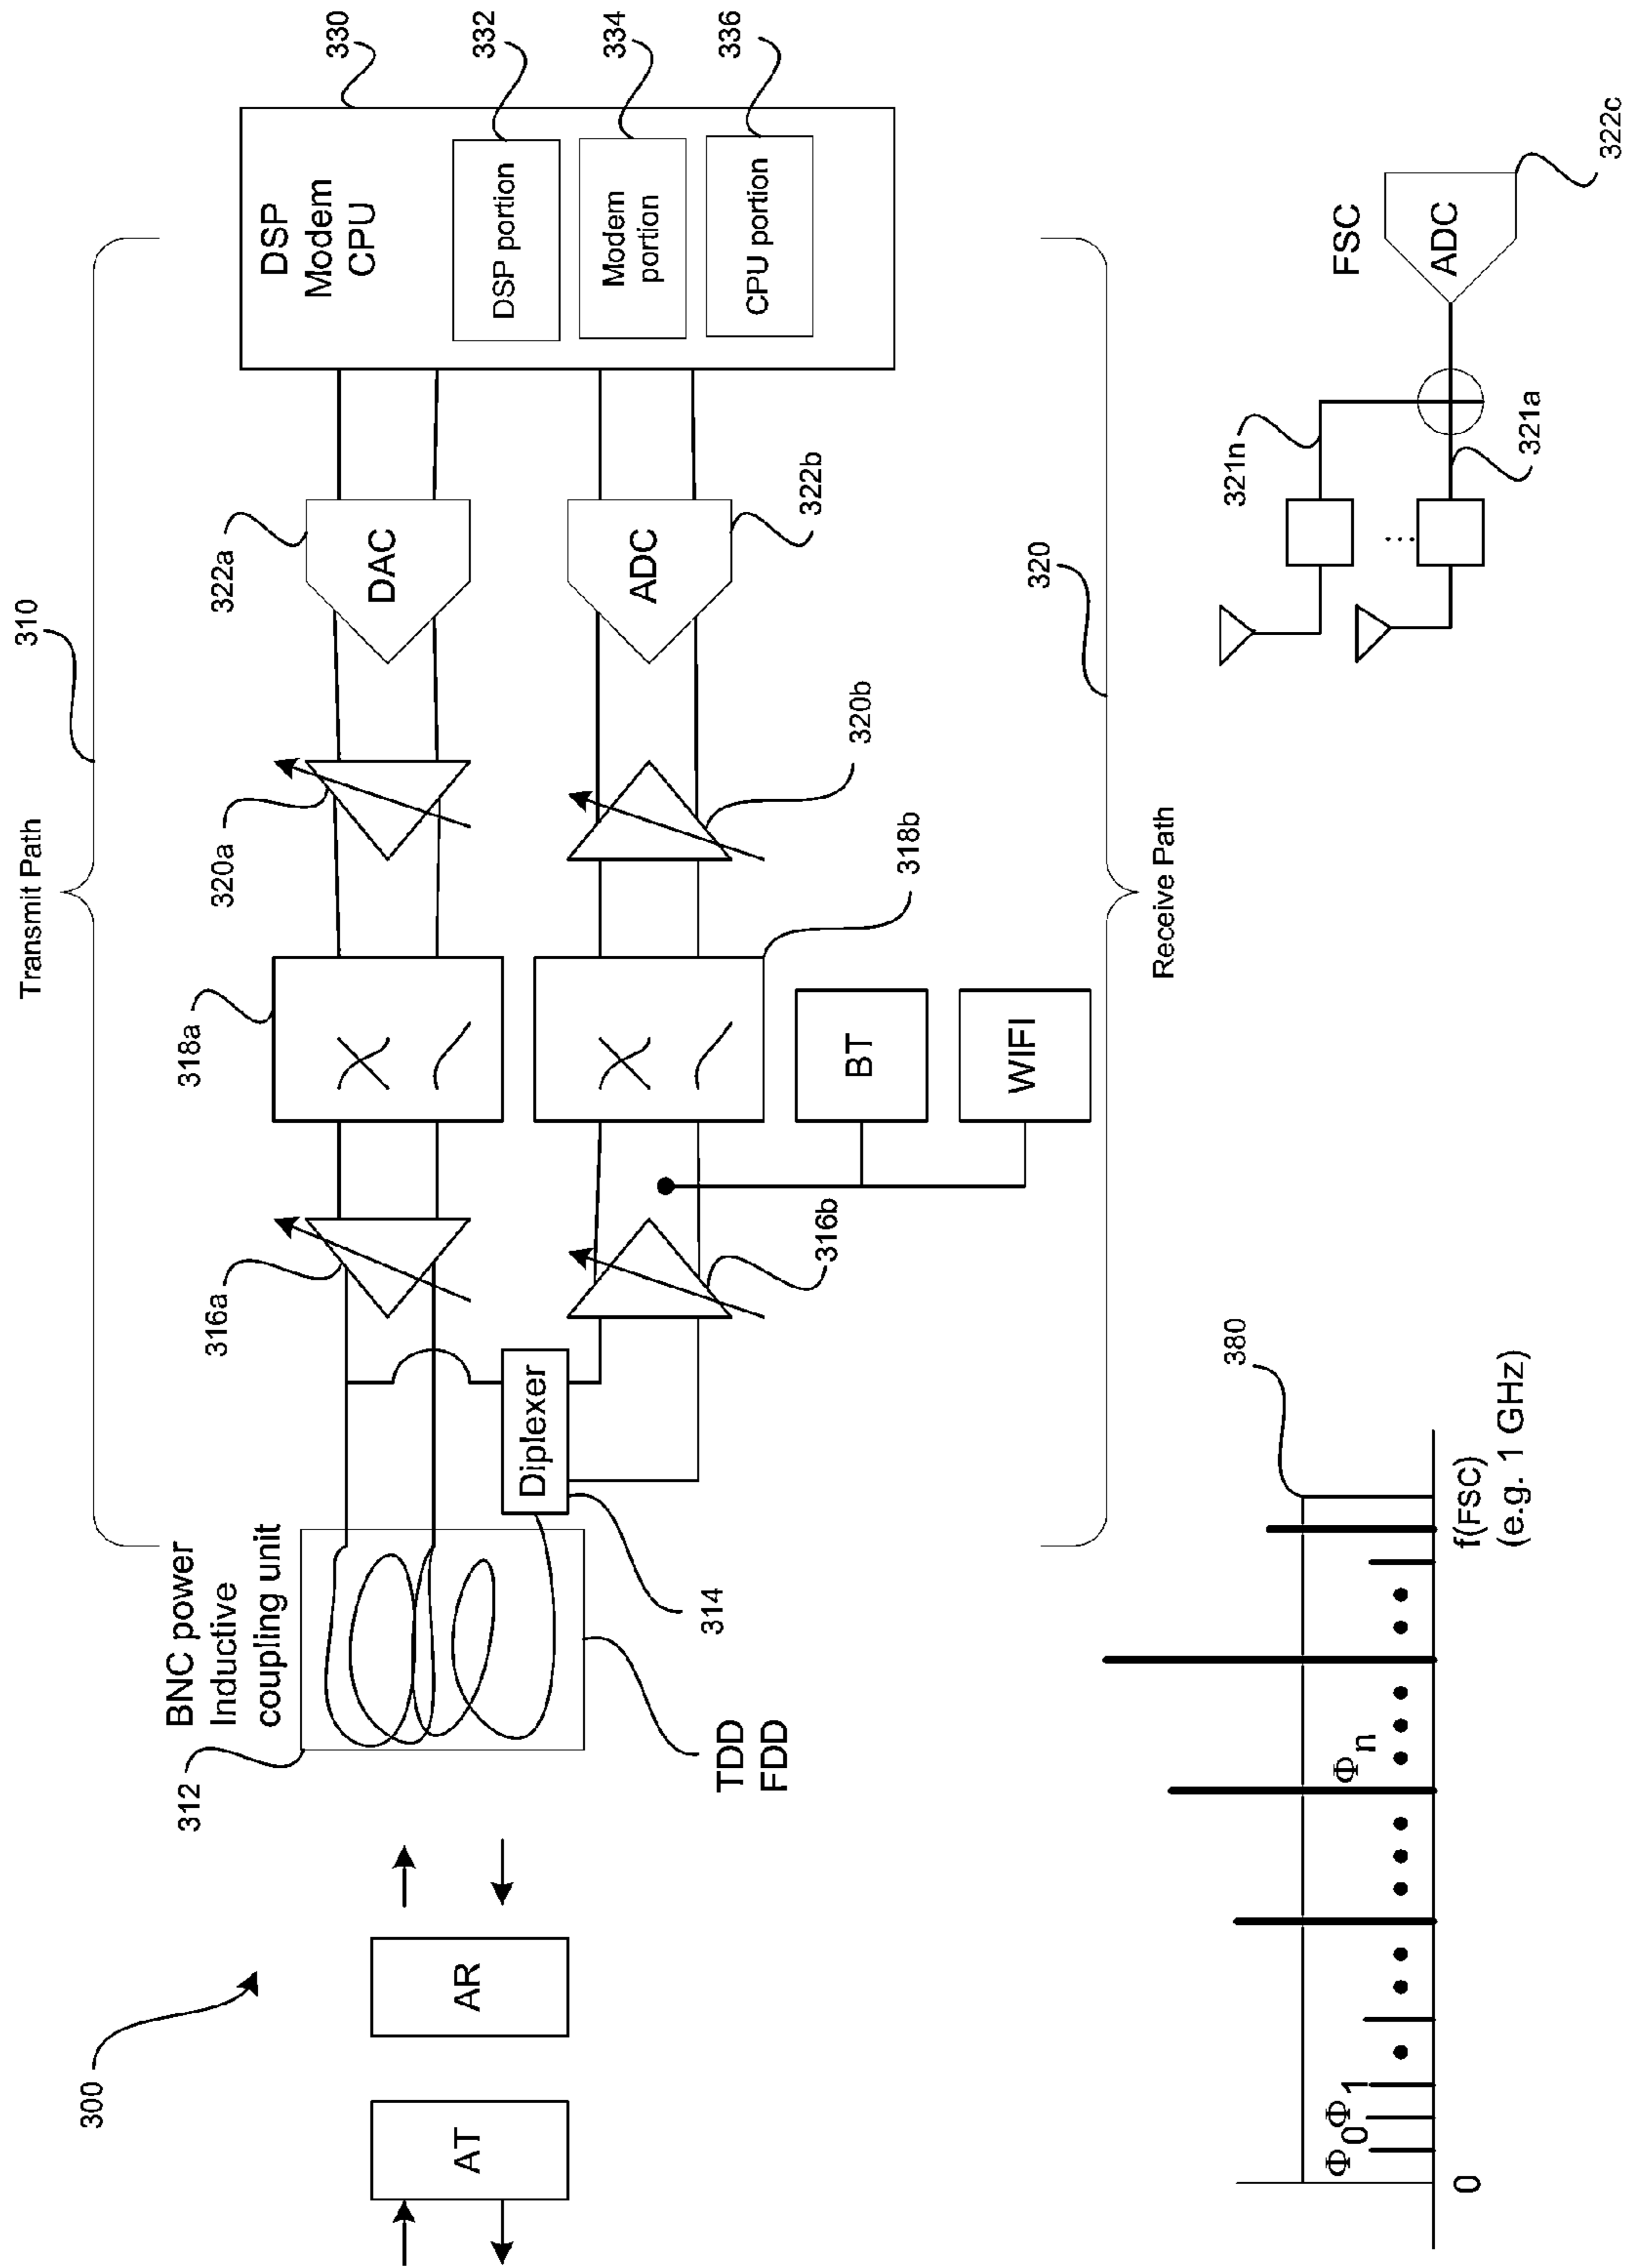 300
AT
AR
Transmit Path
310
BNC power
Inductive
coupling unit
312
314
TDD
FDD
Diplexer
316a
318a
320a
322a
DAC
316b
318b
320b
322b
ADC
BT
WIFI
DSP
Modem
CPU
330
DSP portion
332
Modem
portion
334
CPU portion
336
320
Receive Path
Φ0
Φ1
Φn
380
0
f(FSC)
(e.g. 1 GHz)
321n
321a
FSC
ADC
322c